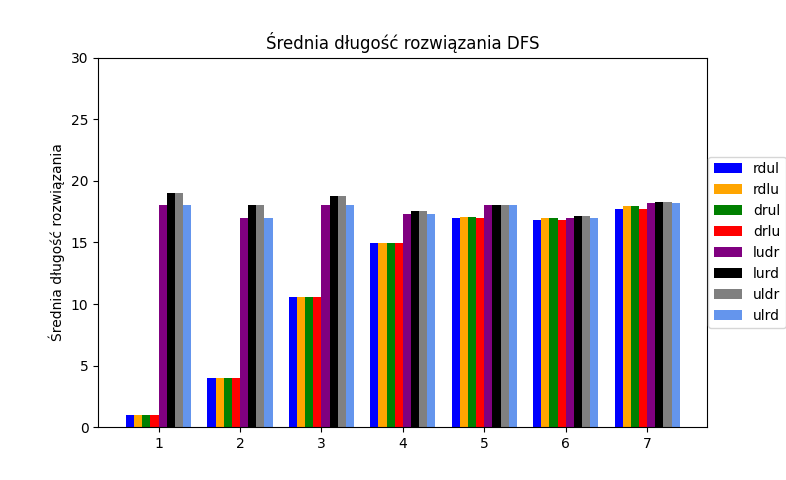 Średnia długość rozwiązania DFS
Średnia długość rozwiązania
30
25
20
15
10
5
0
1 2 3 4 5 6 7
rdul
rdlu
drul
drlu
ludr
lurd
uldr
ulrd